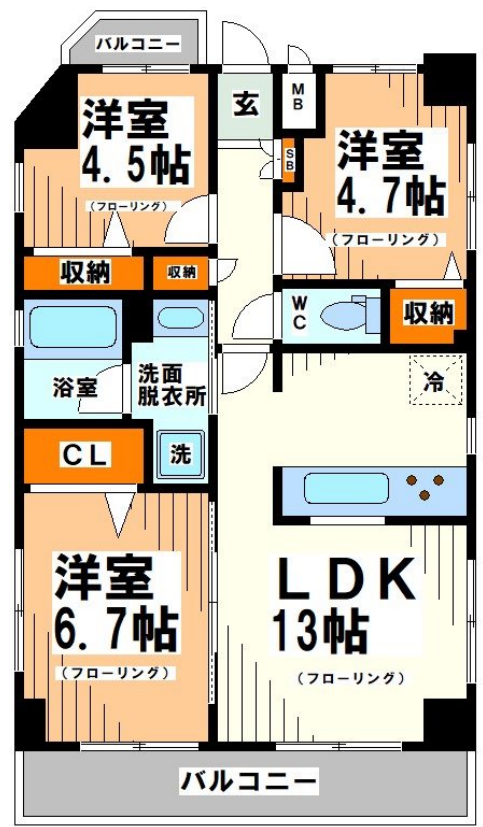 バルコニー
洋室
4.5帖
(フローリング)
玄
MB
SB
洋室
4.7帖
(フローリング)
収納
収納
WC
収納
浴室
洗面
脱衣所
冷
CL
洗
洋室
6.7帖
(フローリング)
LDK
13帖
(フローリング)
バルコニー